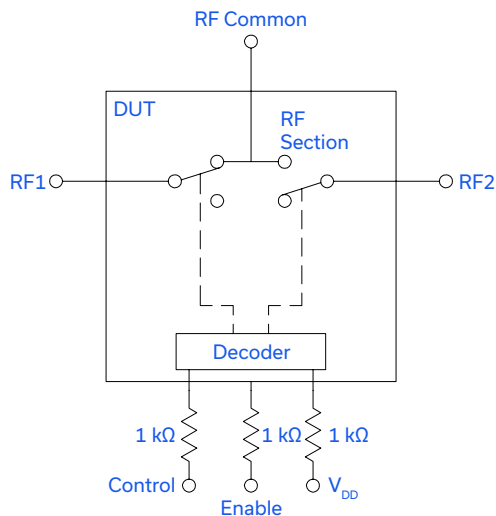 RF Common
DUT
RF
Section
RF1
RF2
Decoder
1 kΩ
1 kΩ
1 kΩ
Control
Enable
VDD